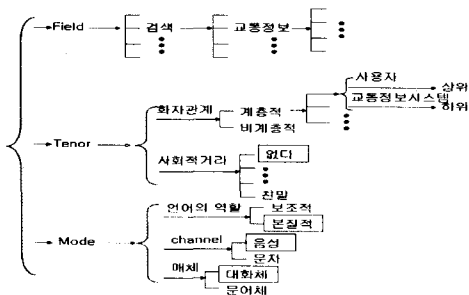 Field
검색
교통정보
Tenor
화자관계
계층적
비계층적
사용자
상위
교통정보시스템
하위
사회적거리
없다
친밀
Mode
언어의 역할
보조적
본질적
channel
음성
문자
매체
대화체
문어체